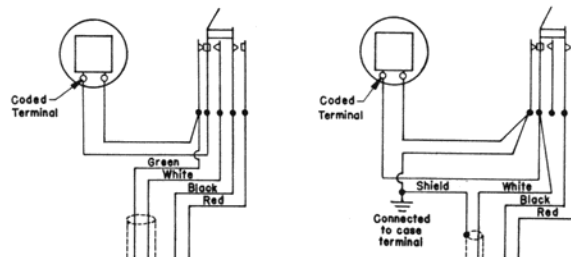 Coded
Terminal
Green
White
Black
Red
Coded
Terminal
Shield
White
Black
Red
Connected
to case
terminal